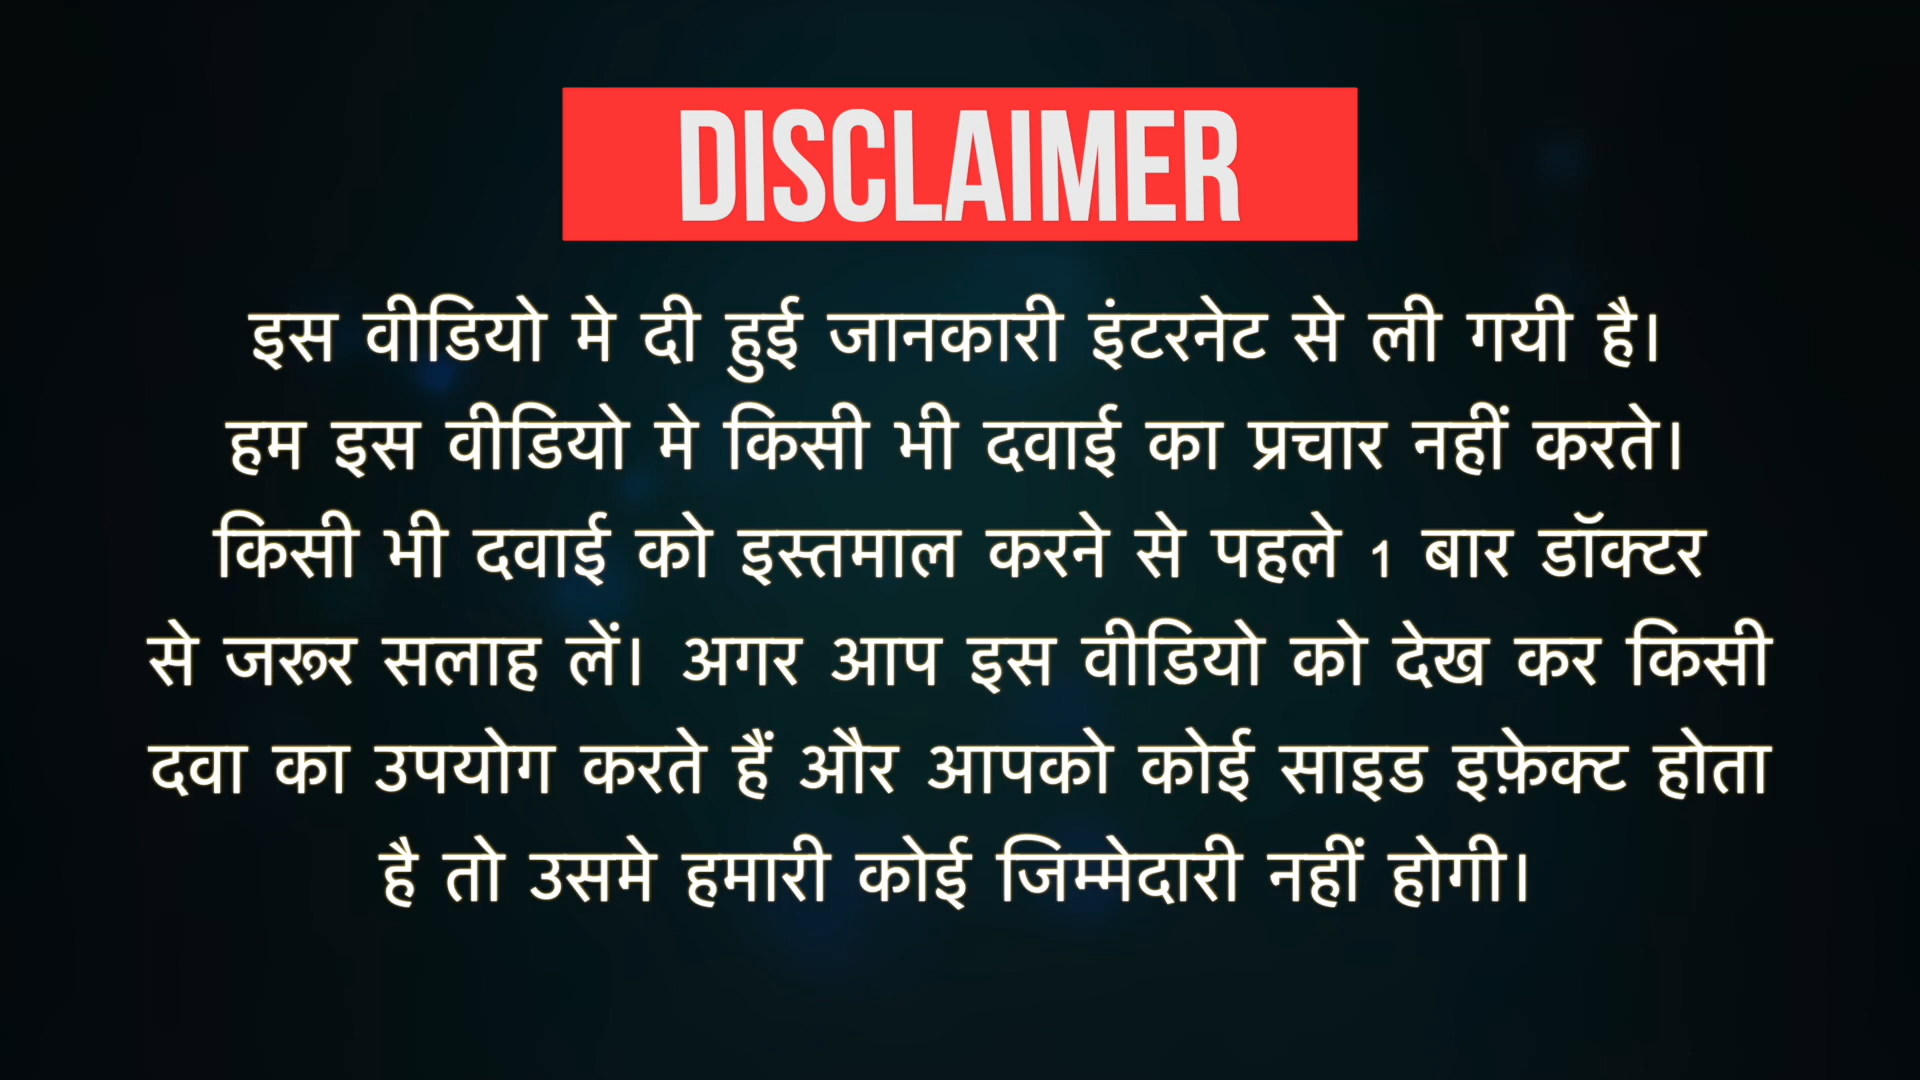 DISCLAIMER
इस वीडियो मे दी हुई जानकारी इंटरनेट से ली गयी है।
हम इस वीडियो मे किसी भी दवाई का प्रचार नहीं करते।
किसी भी दवाई को इस्तमाल करने से पहले 1 बार डॉक्टर
से जरूर सलाह लें। अगर आप इस वीडियो को देख कर किसी
दवा का उपयोग करते हैं और आपको कोई साइड इफ़ेक्ट होता
है तो उसमे हमारी कोई जिम्मेदारी नहीं होगी।